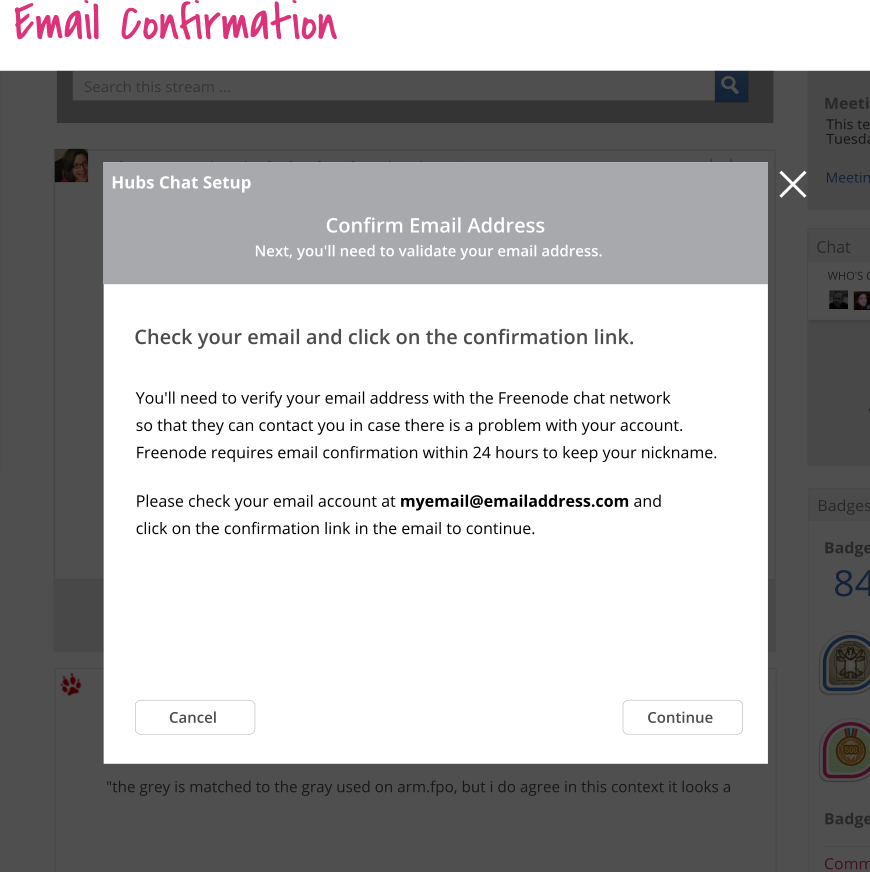 Email Confirmation
Search this stream ...
Meeti
This te
Tuesda
Meetin
Hubs Chat Setup
Confirm Email Address
Next, you'll need to validate your email address.
Chat
WHO'S
Check your email and click on the confirmation link.
You'll need to verify your email address with the Freenode chat network
so that they can contact you in case there is a problem with your account.
Freenode requires email confirmation within 24 hours to keep your nickname.
Please check your email account at myemail@emailaddress.com and
click on the confirmation link in the email to continue.
Badges
Badge
84
500
Cancel
Continue
"the grey is matched to the gray used on arm.fpo, but i do agree in this context it looks a
Badge
Comm